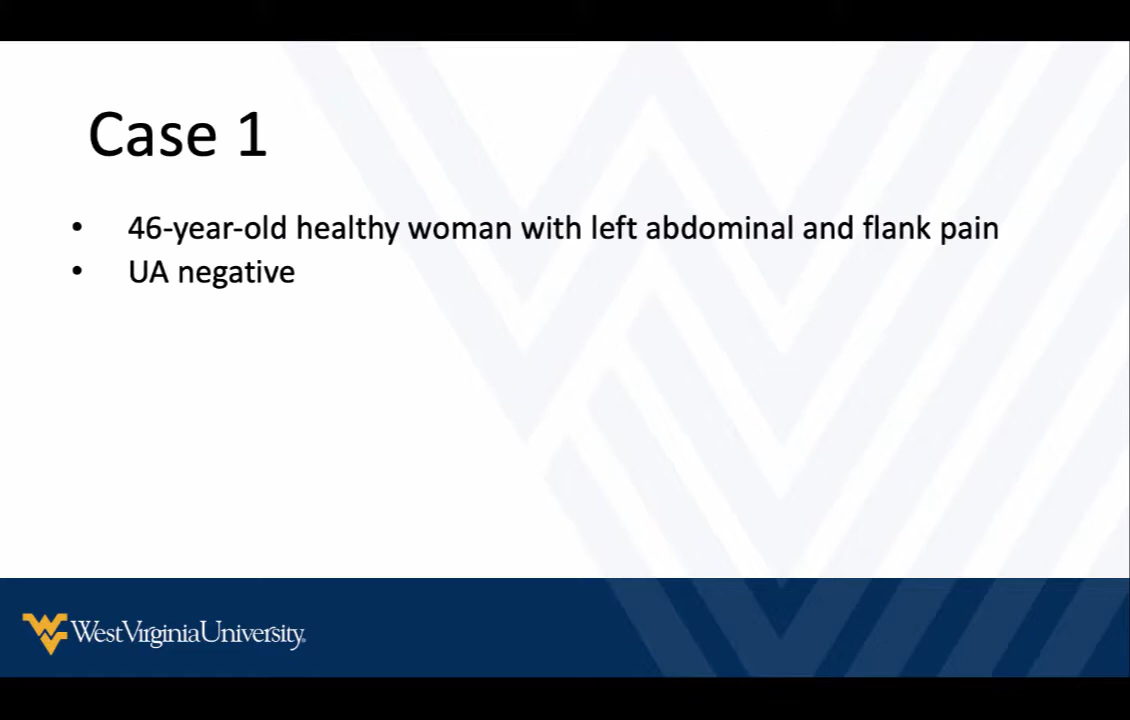 Case 1
• 46-year-old healthy woman with left abdominal and flank pain
• UA negative
WestVirginiaUniversity.